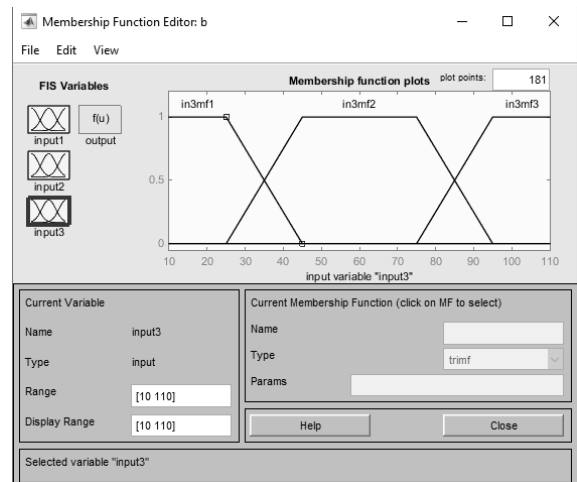 Membership Function Editor: b
File Edit View
FIS Variables
f(u)
input1 output
input2
input3
Membership function plots plot points: 181
in3mf1 in3mf2 in3mf3
1
0.5
0
10 20 30 40 50 60 70 80 90 100 110
input variable "input3"
Current Variable
Name input3
Type input
Range [10 110]
Display Range [10 110]
Current Membership Function (click on MF to select)
Name
Type trimf
Params
Help Close
Selected variable "input3"